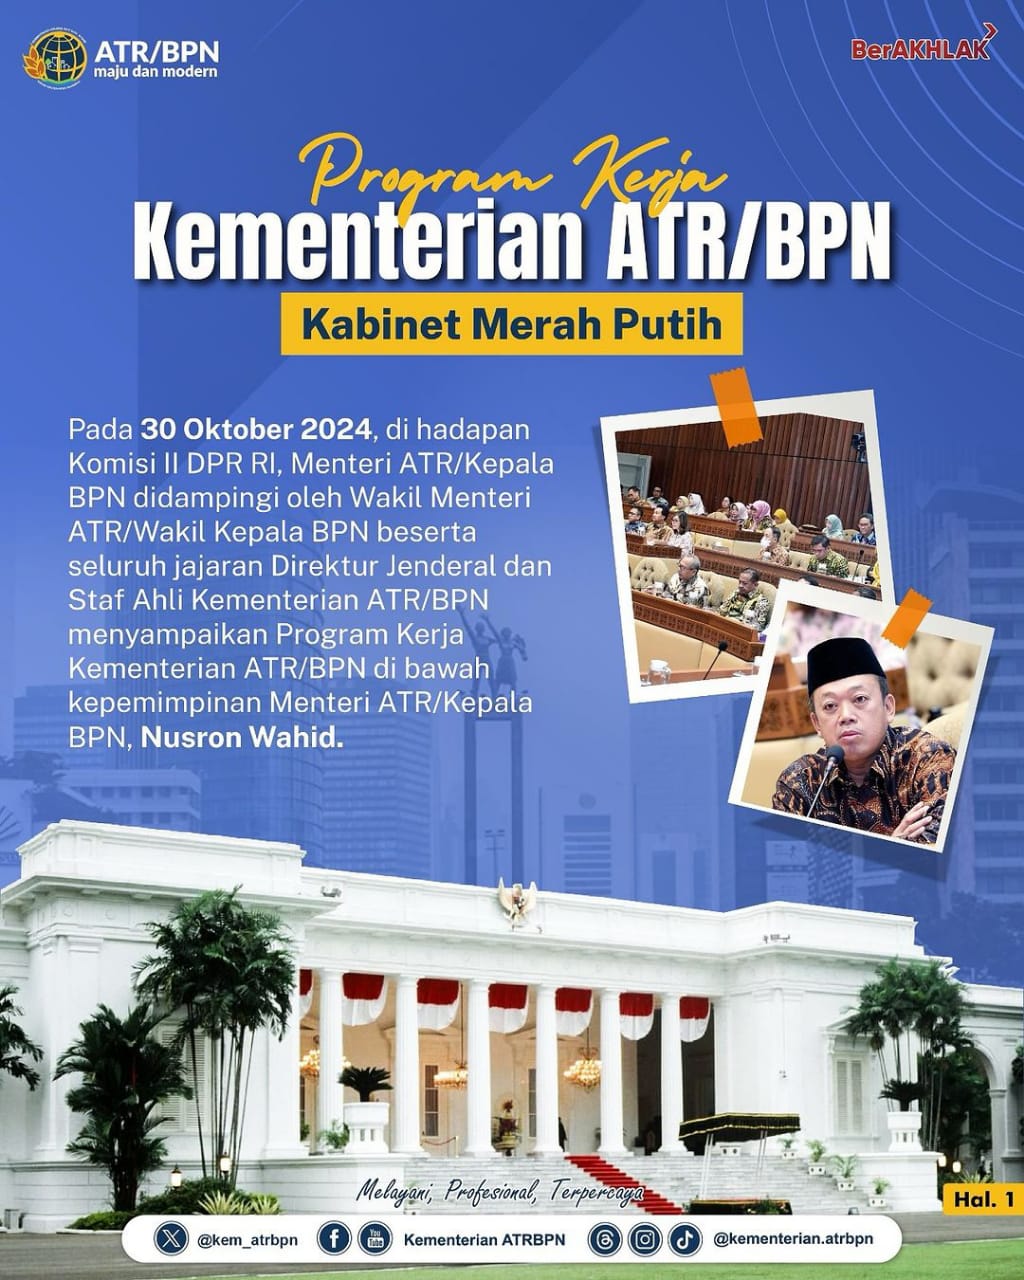 ATR/BPN
maju dan modern
BerAKHLAK
Program Kerja
Kementerian ATR/BPN
Kabinet Merah Putih
Pada 30 Oktober 2024, di hadapan
Komisi II DPR RI, Menteri ATR/Kepala
BPN didampingi oleh Wakil Menteri
ATR/Wakil Kepala BPN beserta
seluruh jajaran Direktur Jenderal dan
Staf Ahli Kementerian ATR/BPN
menyampaikan Program Kerja
Kementerian ATR/BPN di bawah
kepemimpinan Menteri ATR/Kepala
BPN, Nusron Wahid.
Melayani, Profesional, Terpercaya
Hal. 1
@kem_atrbpn
You
Tube
Kementerian ATRBPN
@kementerian.atrbpn